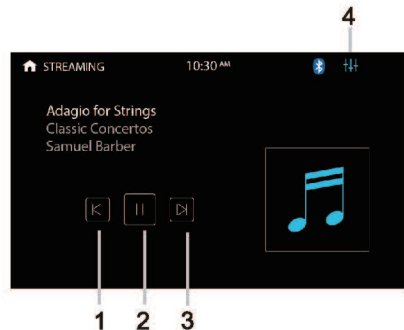 4
STREAMING 10:30 AM
Adagio for Strings
Classic Concertos
Samuel Barber
1 2 3